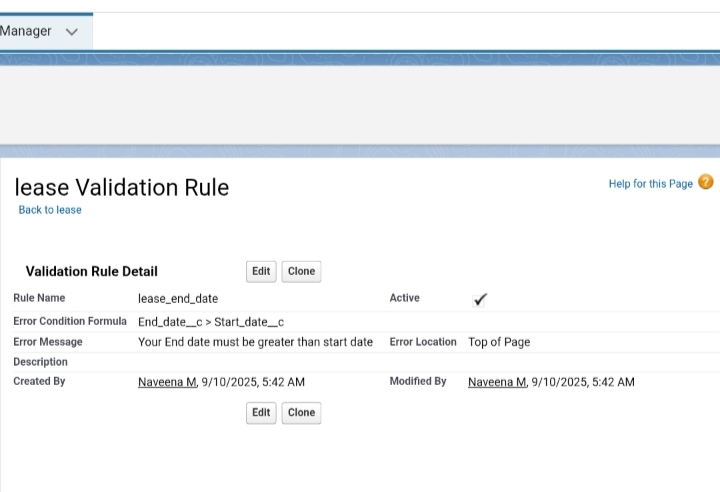 Manager
lease Validation Rule
Help for this Page ?
Back to lease
Validation Rule Detail Edit Clone
Rule Name lease_end_date Active
Error Condition Formula End_date__c > Start_date__c
Error Message Your End date must be greater than start date Error Location Top of Page
Description
Created By Naveena M, 9/10/2025, 5:42 AM Modified By Naveena M, 9/10/2025, 5:42 AM
Edit Clone